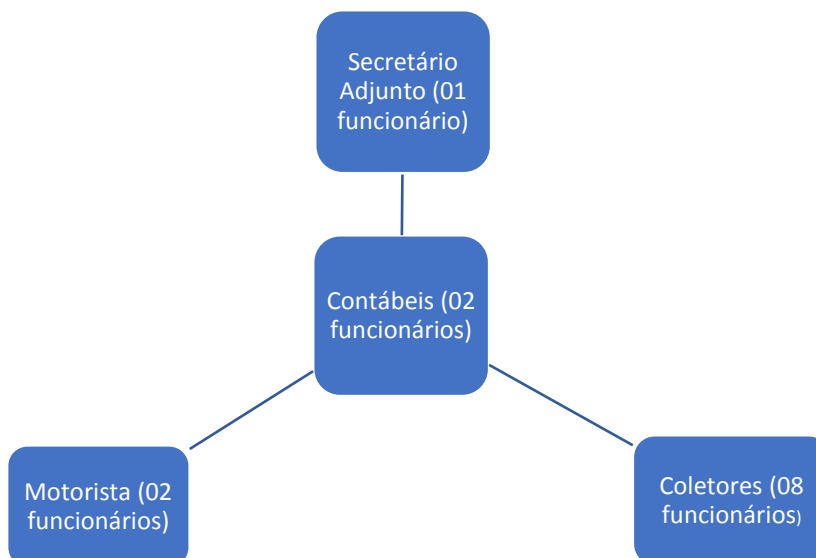 Secretário
Adjunto (01
funcionário)
Contábeis (02
funcionários)
Motorista (02
funcionários)
Coletores (08
funcionários)